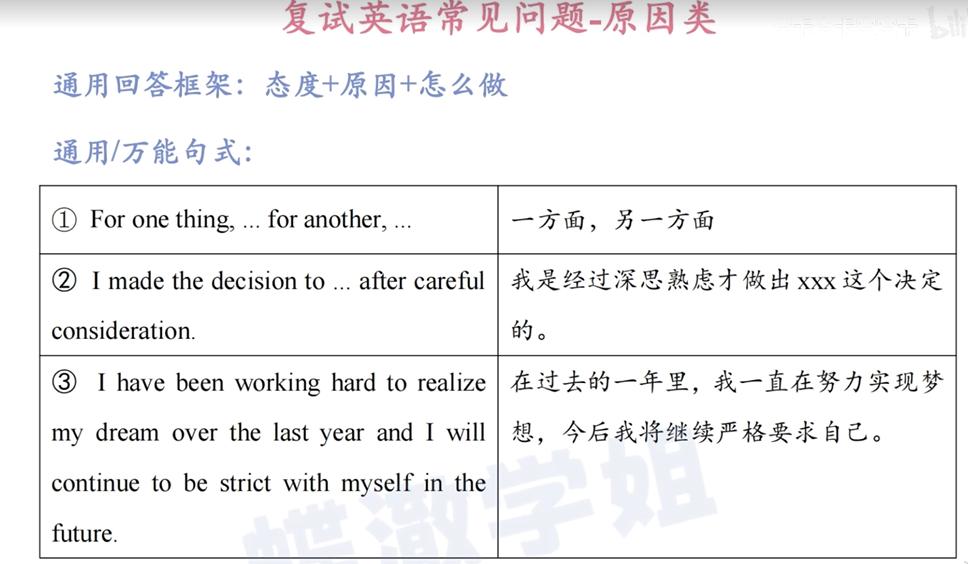 复试英语常见问题-原因类
通用回答框架：态度+原因+怎么做
通用/万能句式：
① For one thing, ... for another, ...
一方面，另一方面
② I made the decision to ... after careful
consideration.
我是经过深思熟虑才做出 xxx 这个决定
的。
③ I have been working hard to realize
my dream over the last year and I will
continue to be strict with myself in the
future.
在过去的一年里，我一直在努力实现梦
想，今后我将继续严格要求自己。
蝶澈学姐
bili